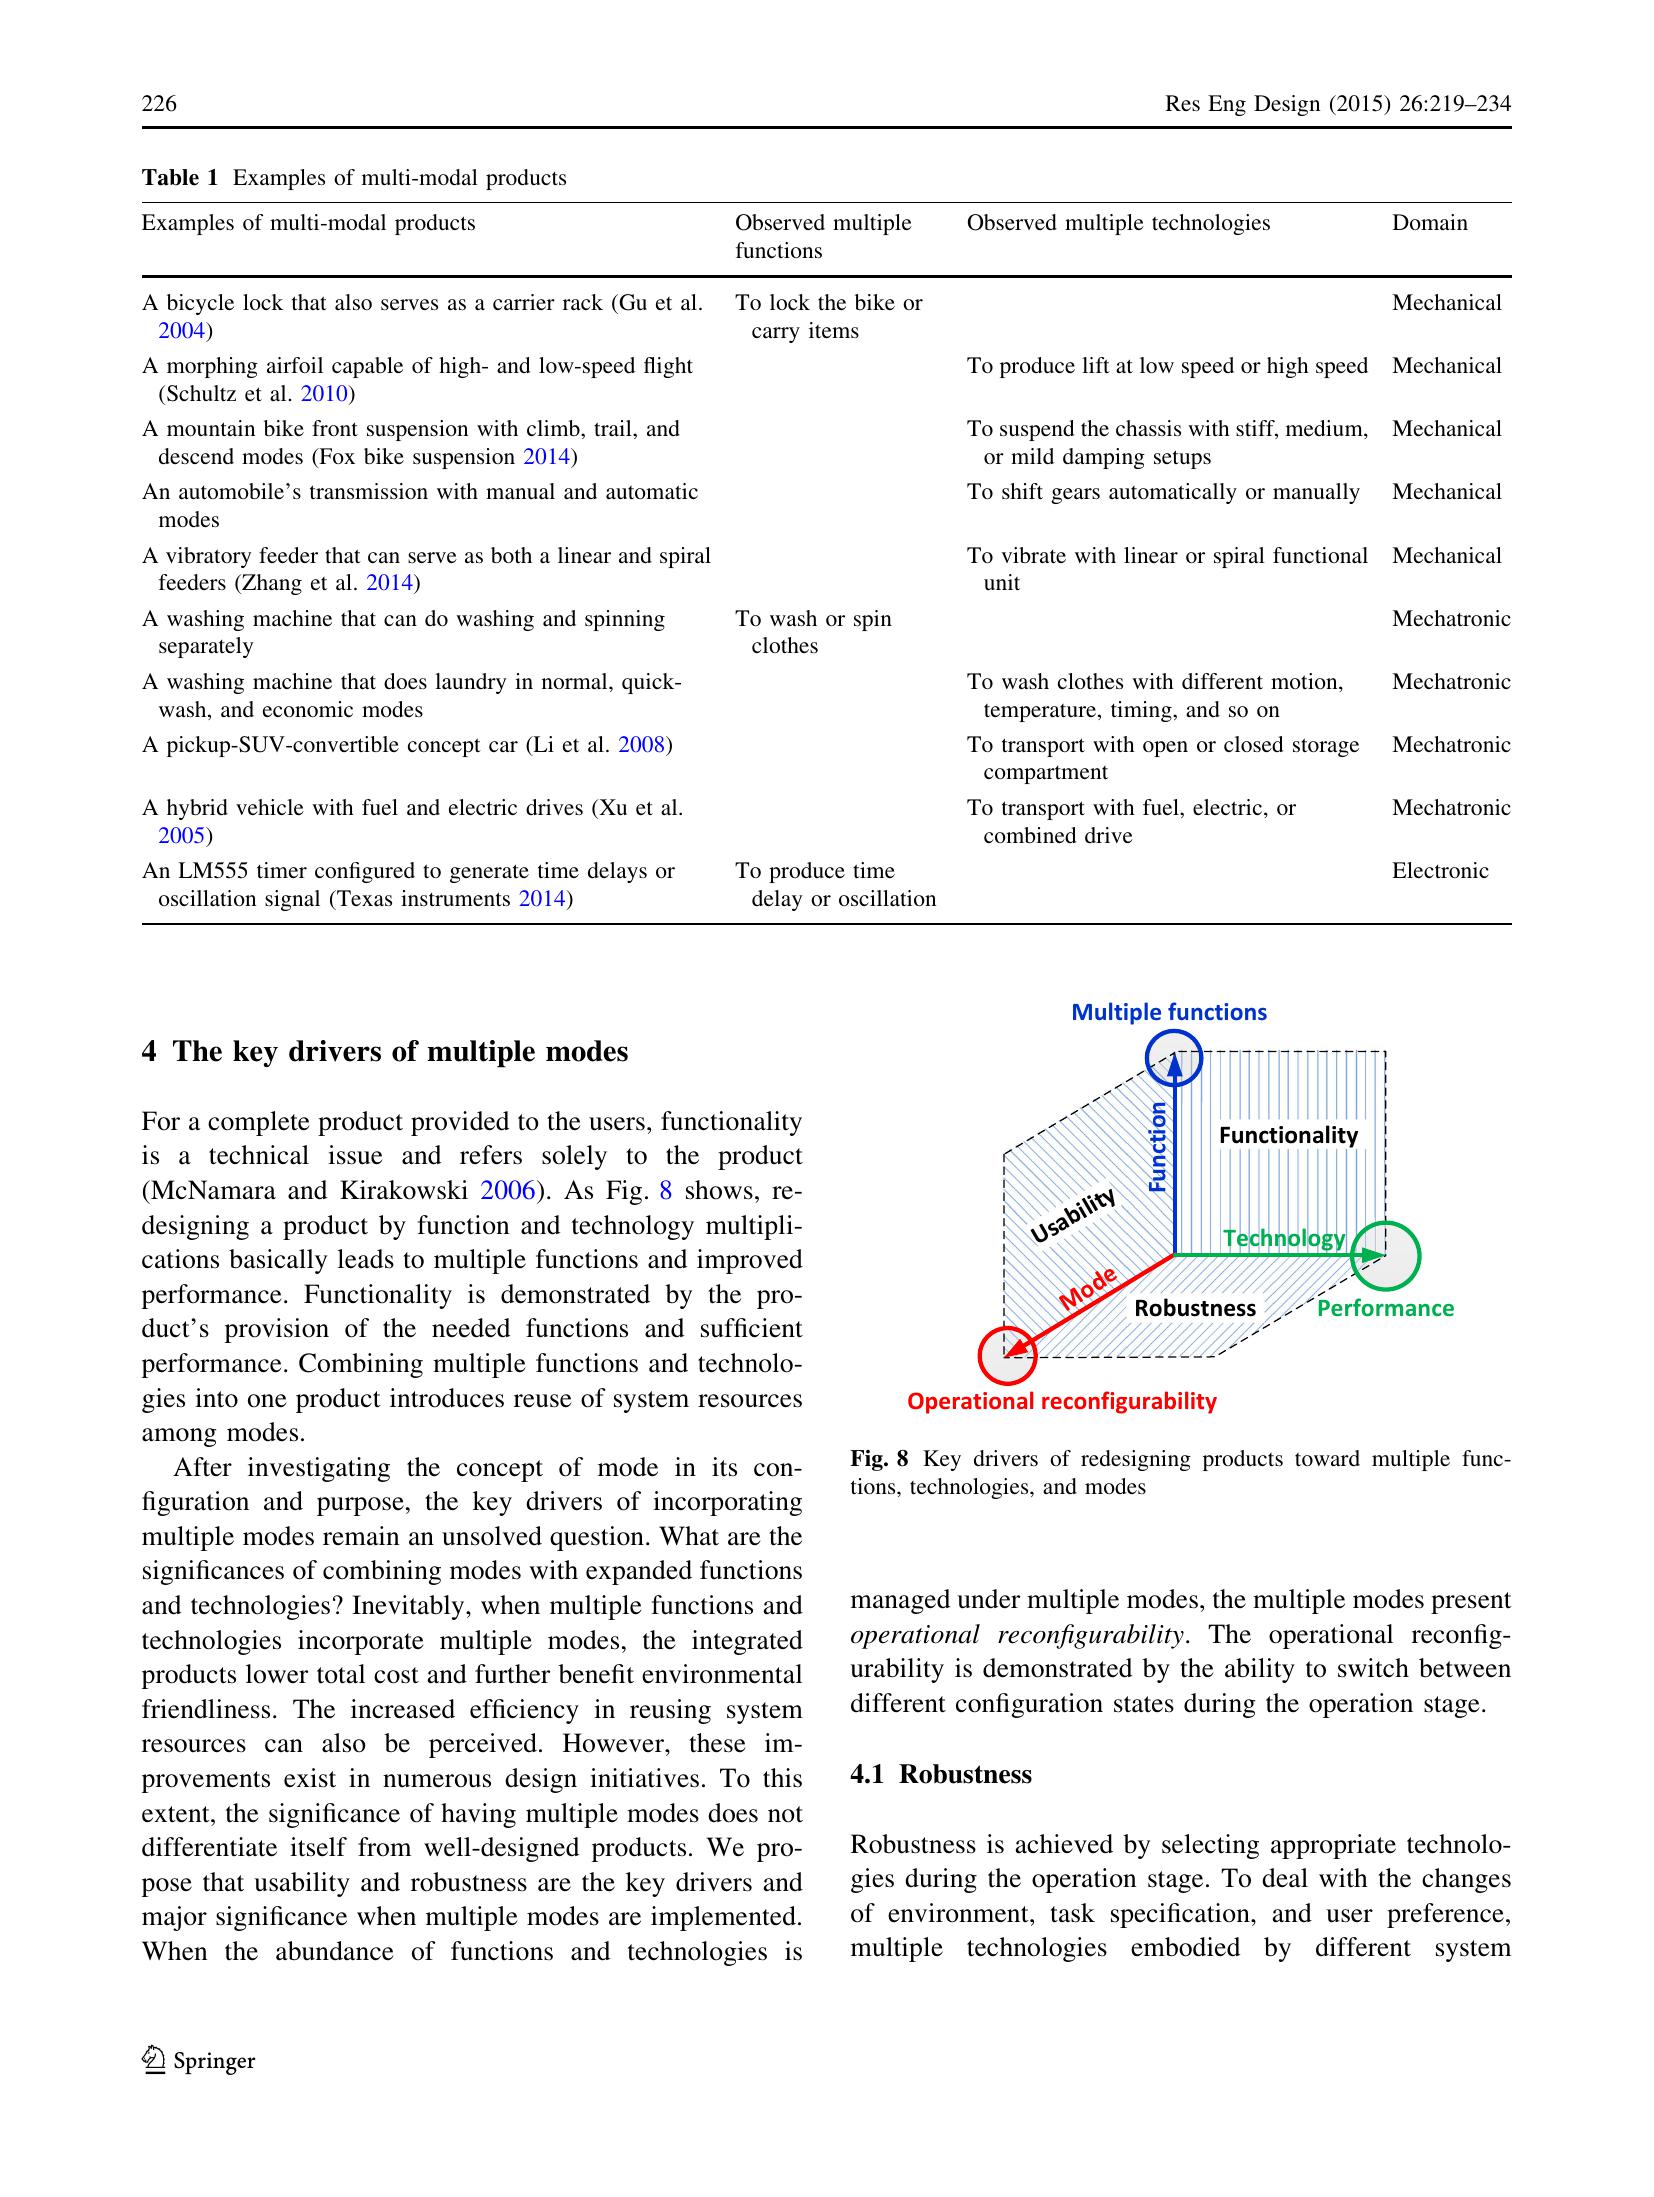 226
Res Eng Design (2015) 26:219–234
Table 1 Examples of multi-modal products
Examples of multi-modal products
Observed multiple functions
Observed multiple technologies
Domain
A bicycle lock that also serves as a carrier rack (Gu et al.
2004)
To lock the bike or
carry items
Mechanical
A morphing airfoil capable of high- and low-speed flight
(Schultz et al. 2010)
To produce lift at low speed or high speed
Mechanical
A mountain bike front suspension with climb, trail, and
descend modes (Fox bike suspension 2014)
To suspend the chassis with stiff, medium,
or mild damping setups
Mechanical
An automobile's transmission with manual and automatic
modes
To shift gears automatically or manually
Mechanical
A vibratory feeder that can serve as both a linear and spiral
feeders (Zhang et al. 2014)
To vibrate with linear or spiral functional
unit
Mechanical
A washing machine that can do washing and spinning
separately
To wash or spin
clothes
Mechatronic
A washing machine that does laundry in normal, quick-
wash, and economic modes
To wash clothes with different motion,
temperature, timing, and so on
Mechatronic
A pickup-SUV-convertible concept car (Li et al. 2008)
To transport with open or closed storage
compartment
Mechatronic
A hybrid vehicle with fuel and electric drives (Xu et al.
2005)
To transport with fuel, electric, or
combined drive
Mechatronic
An LM555 timer configured to generate time delays or
oscillation signal (Texas instruments 2014)
To produce time
delay or oscillation
Electronic
4 The key drivers of multiple modes
For a complete product provided to the users, functionality
is a technical issue and refers solely to the product
(McNamara and Kirakowski 2006). As Fig. 8 shows, re-
designing a product by function and technology multipli-
cations basically leads to multiple functions and improved
performance. Functionality is demonstrated by the pro-
duct's provision of the needed functions and sufficient
performance. Combining multiple functions and technolo-
gies into one product introduces reuse of system resources
among modes.
After investigating the concept of mode in its con-
figuration and purpose, the key drivers of incorporating
multiple modes remain an unsolved question. What are the
significances of combining modes with expanded functions
and technologies? Inevitably, when multiple functions and
technologies incorporate multiple modes, the integrated
products lower total cost and further benefit environmental
friendliness. The increased efficiency in reusing system
resources can also be perceived. However, these im-
provements exist in numerous design initiatives. To this
extent, the significance of having multiple modes does not
differentiate itself from well-designed products. We pro-
pose that usability and robustness are the key drivers and
major significance when multiple modes are implemented.
When the abundance of functions and technologies is
Multiple functions
Function
Functionality
Usability
Technology
Mode
Robustness
Performance
Operational reconfigurability
Fig. 8 Key drivers of redesigning products toward multiple func-
tions, technologies, and modes
managed under multiple modes, the multiple modes present
operational reconfigurability. The operational reconfig-
urability is demonstrated by the ability to switch between
different configuration states during the operation stage.
4.1 Robustness
Robustness is achieved by selecting appropriate technolo-
gies during the operation stage. To deal with the changes
of environment, task specification, and user preference,
multiple technologies embodied by different system
Springer